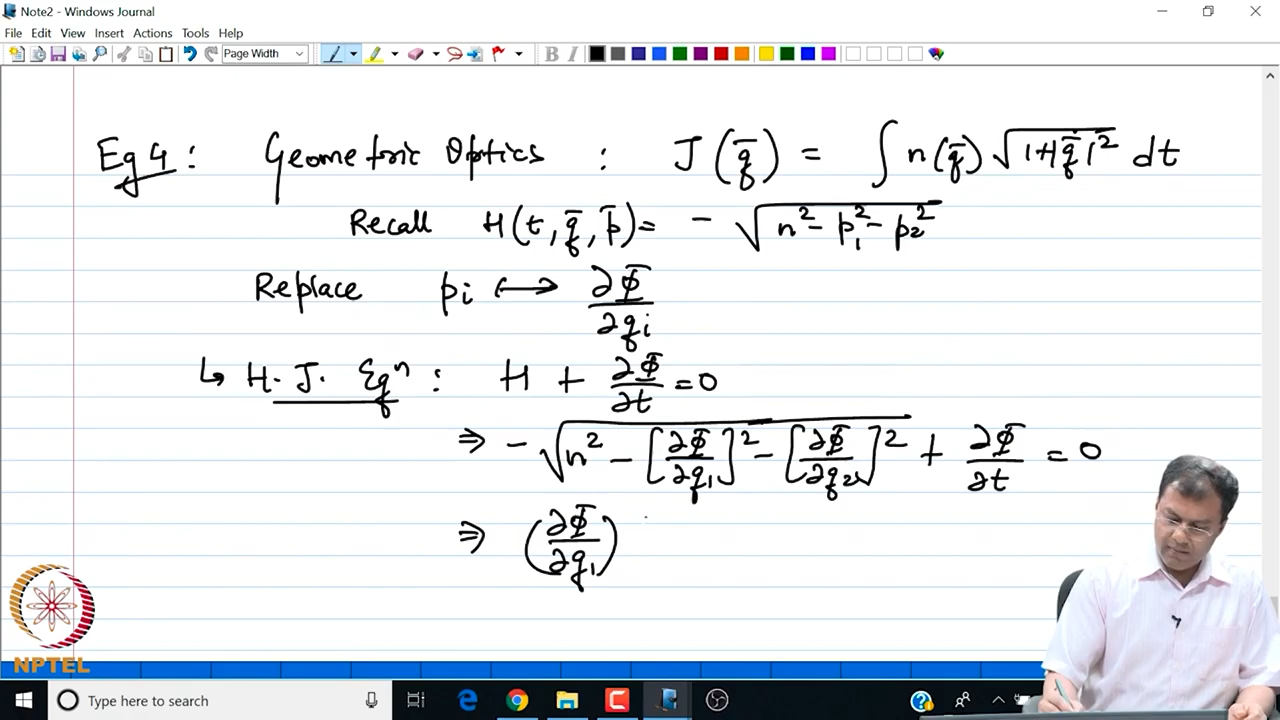 Note2 - Windows Journal
File Edit View Insert Actions Tools Help
Page Width B I
Eg 4 : Geometric Optics : J(q̄) = ∫ n(q̄) √(1+|q̄̇|²) dt
Recall H(t, q̄, p̄) = - √(n² - p₁² - p₂²)
Replace pi ↔ ∂Φ/∂qi
↳ H. J. Eqⁿ : H + ∂Φ/∂t = 0
⇒ - √(n² - [∂Φ/∂q₁]² - [∂Φ/∂q₂]²) + ∂Φ/∂t = 0
⇒ (∂Φ/∂q₁)
NPTEL
Type here to search